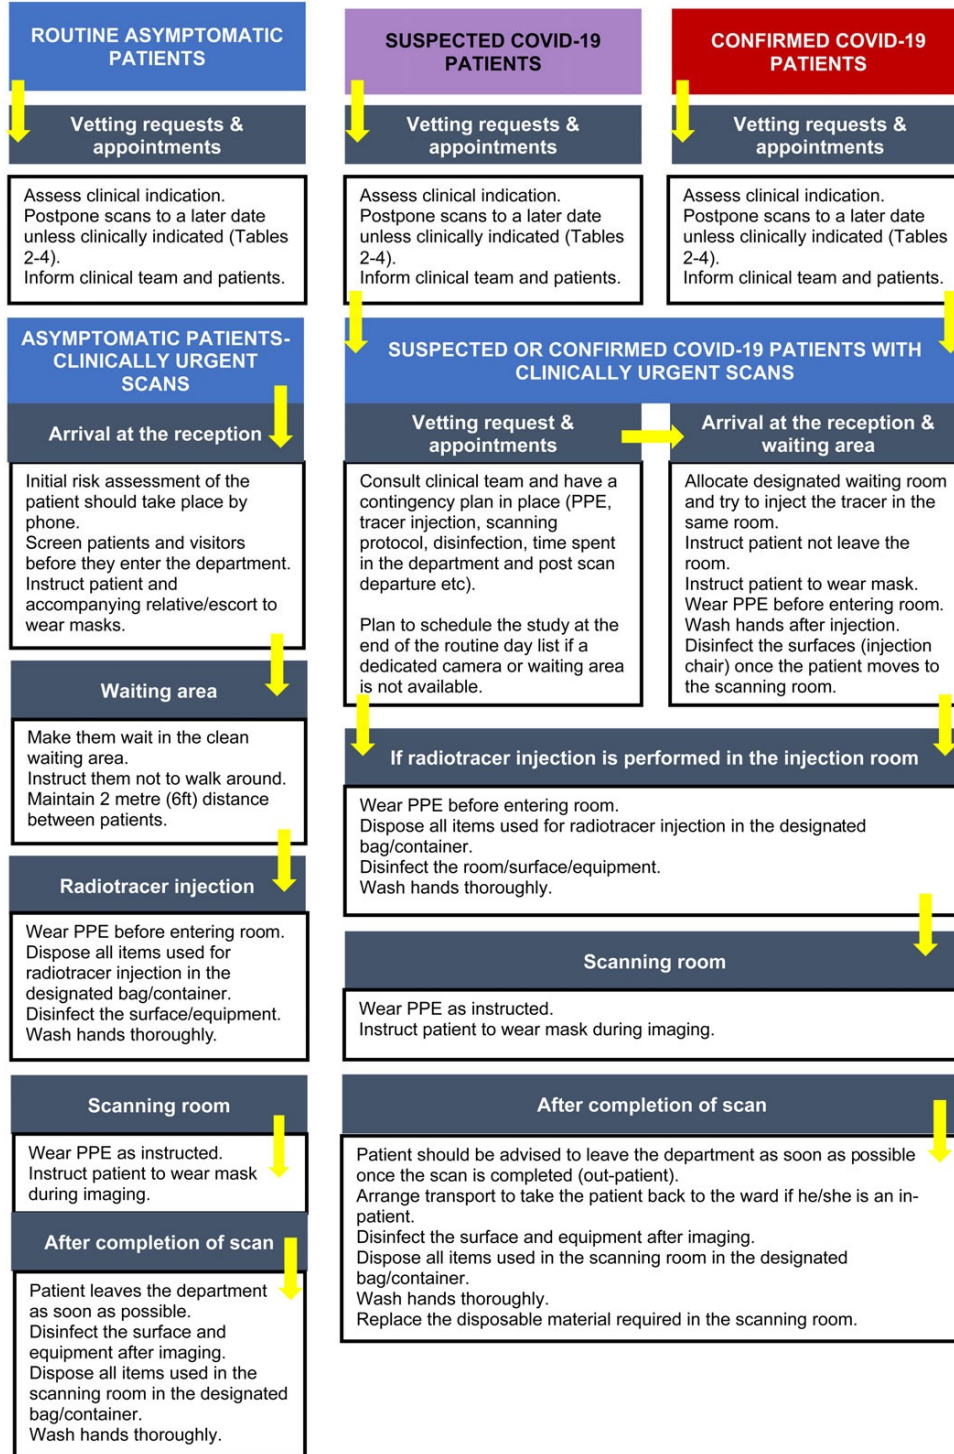 ROUTINE ASYMPTOMATIC
PATIENTS
Vetting requests &
appointments
Assess clinical indication.
Postpone scans to a later date
unless clinically indicated (Tables
2-4).
Inform clinical team and patients.
ASYMPTOMATIC PATIENTS-
CLINICALLY URGENT
SCANS
Arrival at the reception
Initial risk assessment of the
patient should take place by
phone.
Screen patients and visitors
before they enter the department.
Instruct patient and
accompanying relative/escort to
wear masks.
Waiting area
Make them wait in the clean
waiting area.
Instruct them not to walk around.
Maintain 2 metre (6ft) distance
between patients.
Radiotracer injection
Wear PPE before entering room.
Dispose all items used for
radiotracer injection in the
designated bag/container.
Disinfect the surface/equipment.
Wash hands thoroughly.
Scanning room
Wear PPE as instructed.
Instruct patient to wear mask
during imaging.
After completion of scan
Patient leaves the department
as soon as possible.
Disinfect the surface and
equipment after imaging.
Dispose all items used in the
scanning room in the designated
bag/container.
Wash hands thoroughly.
SUSPECTED COVID-19
PATIENTS
Vetting requests &
appointments
Assess clinical indication.
Postpone scans to a later date
unless clinically indicated (Tables
2-4).
Inform clinical team and patients.
CONFIRMED COVID-19
PATIENTS
Vetting requests &
appointments
Assess clinical indication.
Postpone scans to a later date
unless clinically indicated (Tables
2-4).
Inform clinical team and patients.
SUSPECTED OR CONFIRMED COVID-19 PATIENTS WITH
CLINICALLY URGENT SCANS
Vetting request &
appointments
Consult clinical team and have a
contingency plan in place (PPE,
tracer injection, scanning
protocol, disinfection, time spent
in the department and post scan
departure etc).
Plan to schedule the study at the
end of the routine day list if a
dedicated camera or waiting area
is not available.
Arrival at the reception &
waiting area
Allocate designated waiting room
and try to inject the tracer in the
same room.
Instruct patient not leave the
room.
Instruct patient to wear mask.
Wear PPE before entering room.
Wash hands after injection.
Disinfect the surfaces (injection
chair) once the patient moves to
the scanning room.
If radiotracer injection is performed in the injection room
Wear PPE before entering room.
Dispose all items used for radiotracer injection in the designated
bag/container.
Disinfect the room/surface/equipment.
Wash hands thoroughly.
Scanning room
Wear PPE as instructed.
Instruct patient to wear mask during imaging.
After completion of scan
Patient should be advised to leave the department as soon as possible
once the scan is completed (out-patient).
Arrange transport to take the patient back to the ward if he/she is an in-
patient.
Disinfect the surface and equipment after imaging.
Dispose all items used in the scanning room in the designated
bag/container.
Wash hands thoroughly.
Replace the disposable material required in the scanning room.